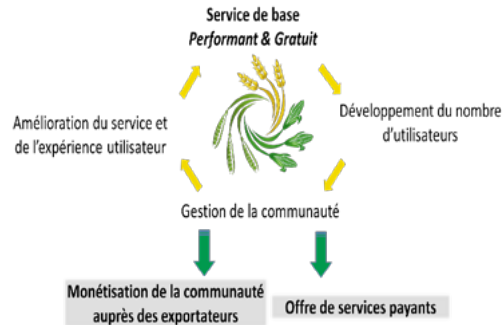 Service de base
Performant & Gratuit
Développement du nombre
d'utilisateurs
Amélioration du service et
de l'expérience utilisateur
Gestion de la communauté
Monétisation de la communauté
auprès des exportateurs
Offre de services payants